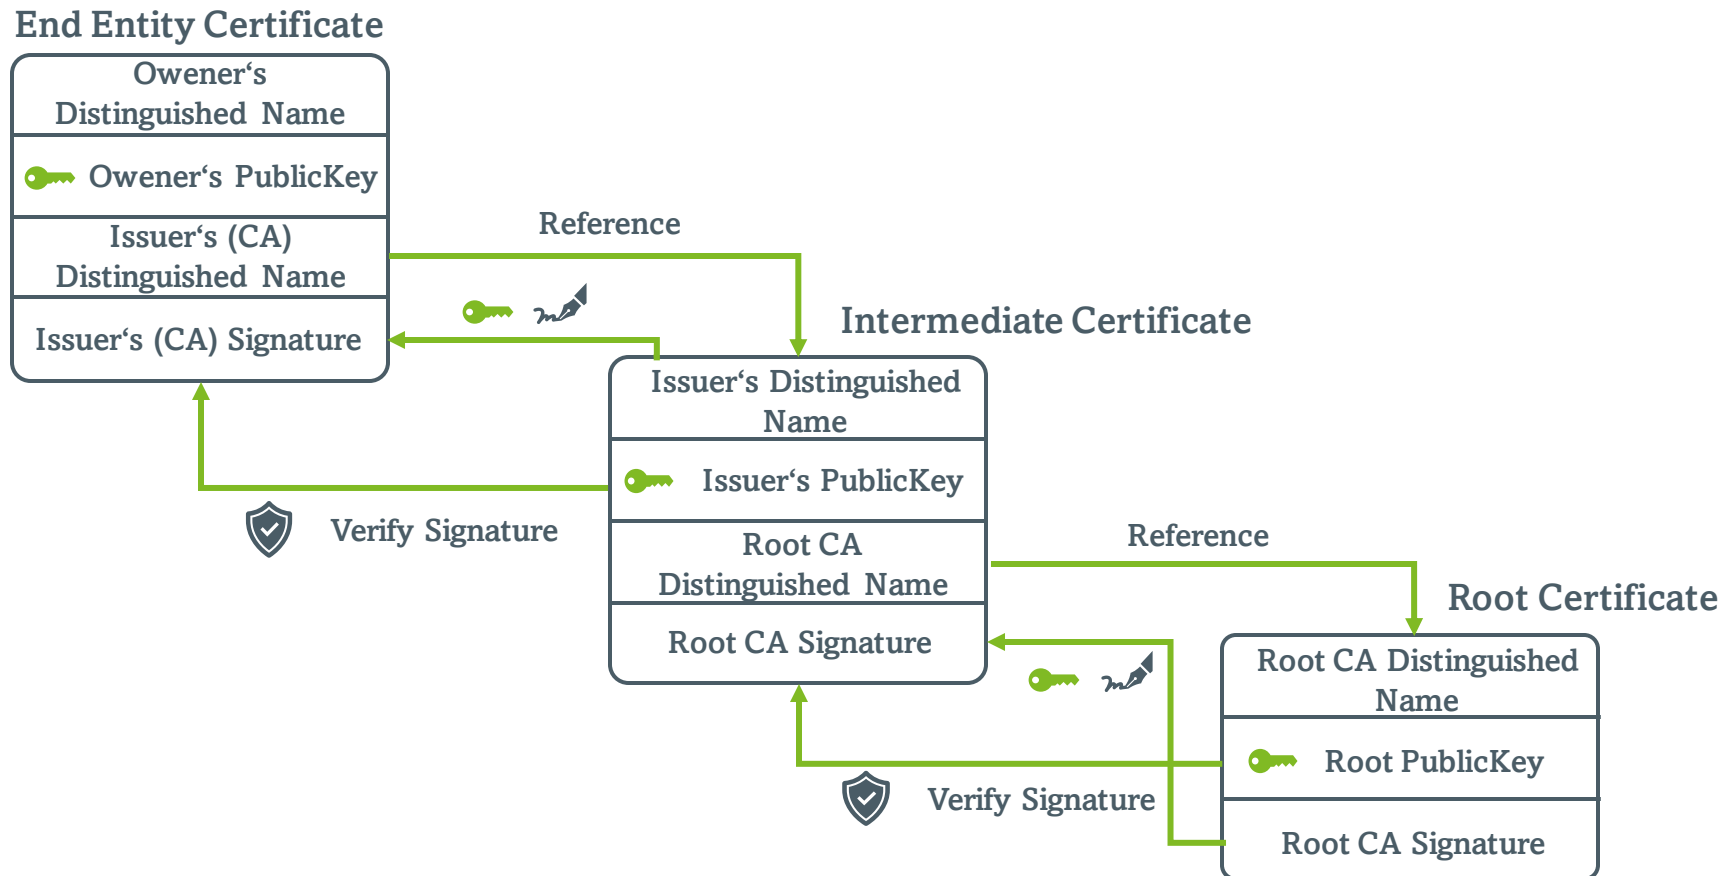 End Entity Certificate
Owener‘s
Distinguished Name
Owener‘s PublicKey
Issuer‘s (CA)
Distinguished Name
Issuer‘s (CA) Signature
Reference
Intermediate Certificate
Issuer‘s Distinguished
Name
Issuer‘s PublicKey
Root CA
Distinguished Name
Root CA Signature
Verify Signature
Reference
Root Certificate
Root CA Distinguished
Name
Root PublicKey
Root CA Signature
Verify Signature